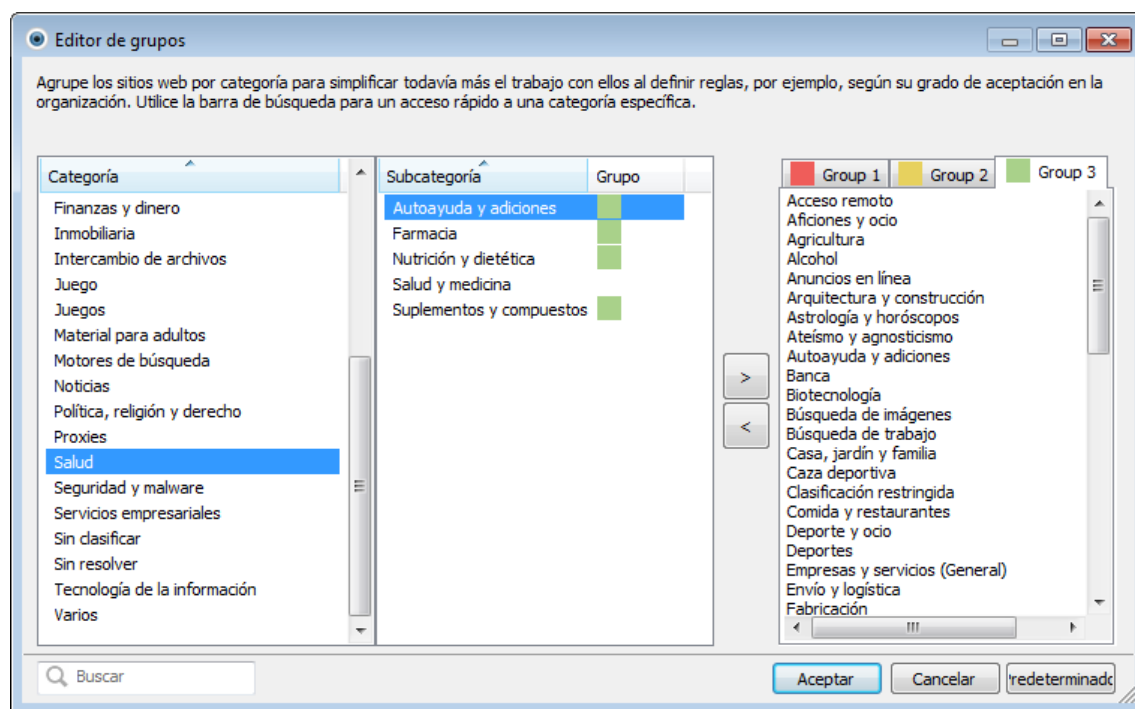 Editor de grupos
Agrupe los sitios web por categoría para simplificar todavía más el trabajo con ellos al definir reglas, por ejemplo, según su grado de aceptación en la
organización. Utilice la barra de búsqueda para un acceso rápido a una categoría específica.
Categoría
Finanzas y dinero
Inmobiliaria
Intercambio de archivos
Juego
Juegos
Material para adultos
Motores de búsqueda
Noticias
Política, religión y derecho
Proxies
Salud
Seguridad y malware
Servicios empresariales
Sin clasificar
Sin resolver
Tecnología de la información
Varios
Subcategoría Grupo
Autoayuda y adiciones
Farmacia
Nutrición y dietética
Salud y medicina
Suplementos y compuestos
>
<
Group 1 Group 2 Group 3
Acceso remoto
Aficiones y ocio
Agricultura
Alcohol
Anuncios en línea
Arquitectura y construcción
Astrología y horóscopos
Ateísmo y agnosticismo
Autoayuda y adiciones
Banca
Biotecnología
Búsqueda de imágenes
Búsqueda de trabajo
Casa, jardín y familia
Caza deportiva
Clasificación restringida
Comida y restaurantes
Deporte y ocio
Deportes
Empresas y servicios (General)
Envío y logística
Fabricación
Buscar
Aceptar Cancelar redeterminado